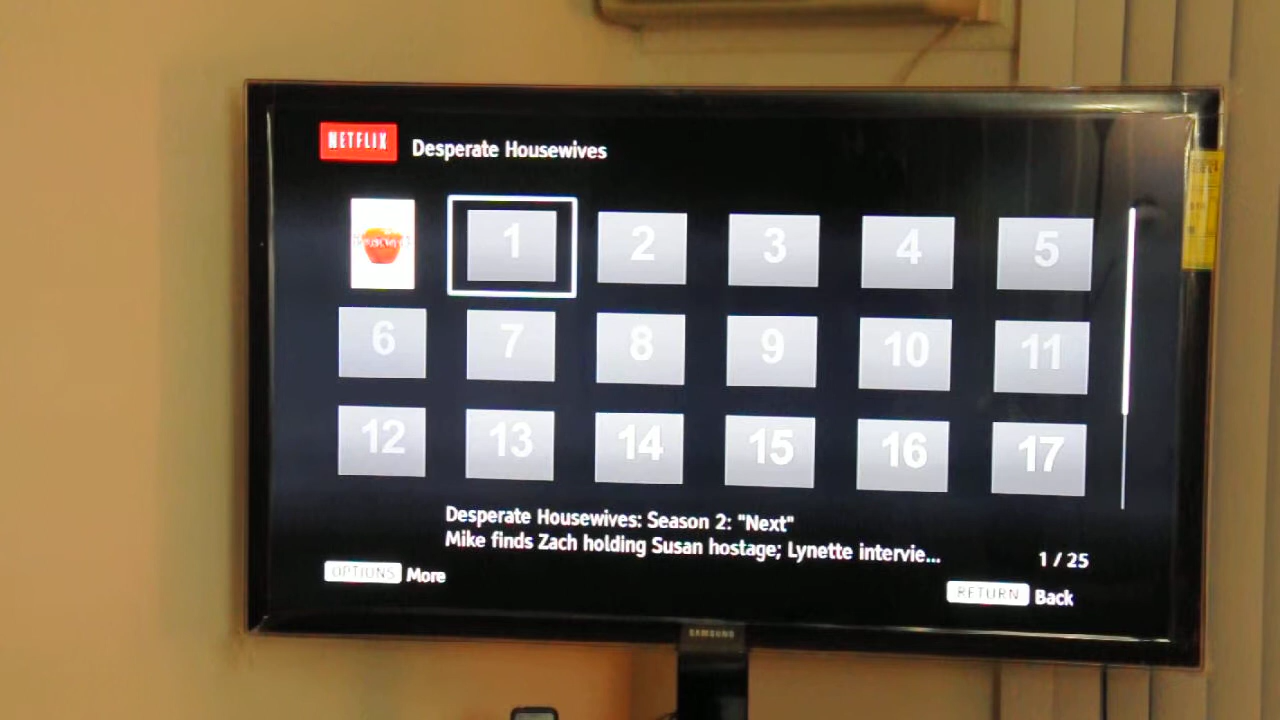 NETFLIX Desperate Housewives
1 2 3 4 5
6 7 8 9 10 11
12 13 14 15 16 17
Desperate Housewives: Season 2: "Next"
Mike finds Zach holding Susan hostage; Lynette intervie...
1 / 25
OPTIONS More
RETURN Back
SAMSUNG